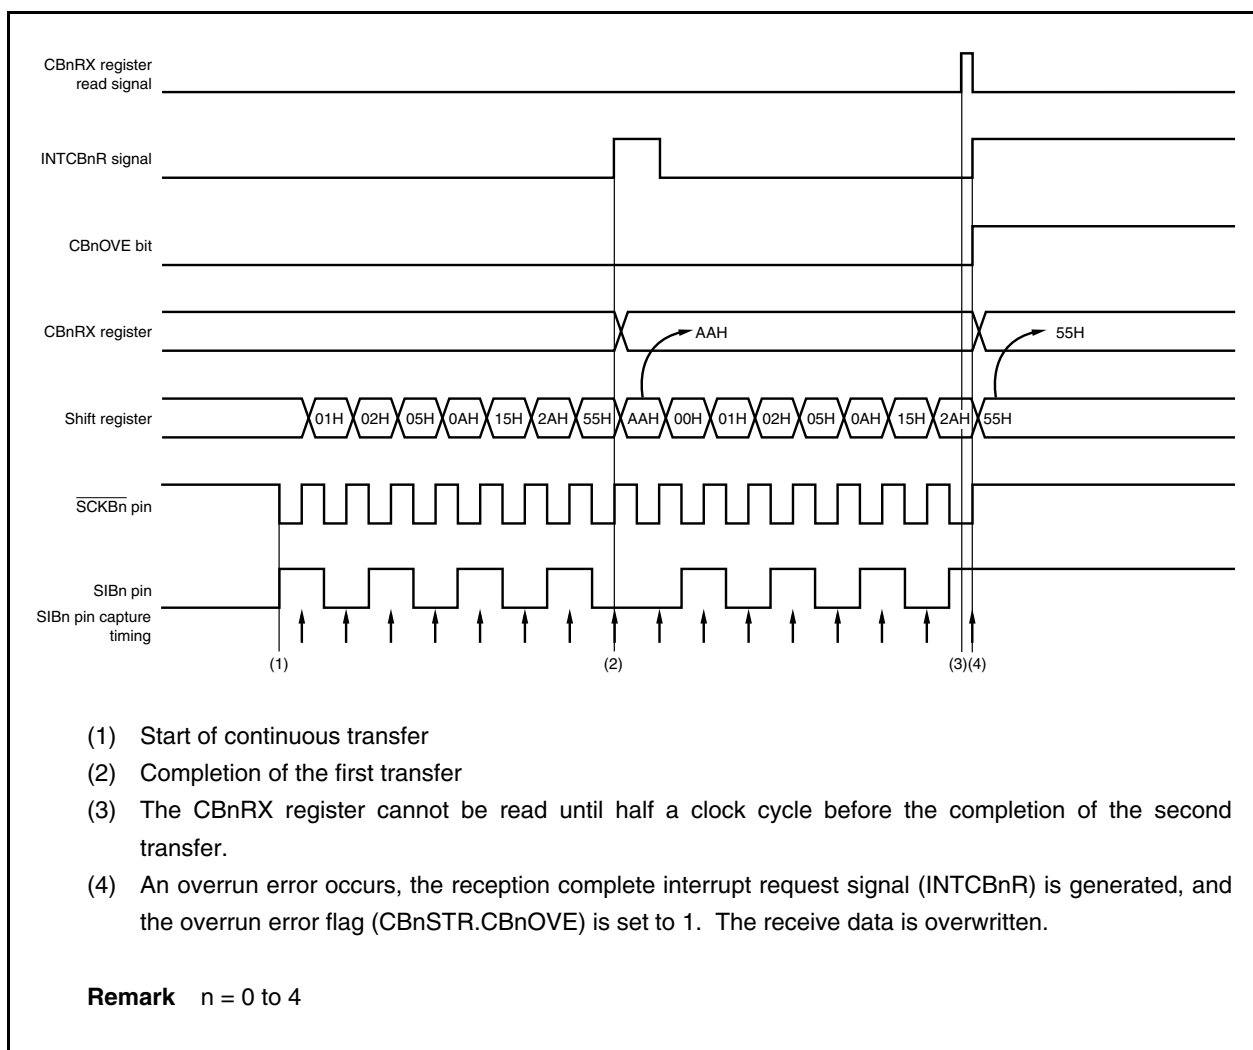 CBnRX register
read signal
INTCBnR signal
CBnOVE bit
CBnRX register
AAH
55H
Shift register
01H 02H 05H 0AH 15H 2AH 55H AAH 00H 01H 02H 05H 0AH 15H 2AH 55H
SCKBn pin
SIBn pin
SIBn pin capture
timing
(1) (2) (3) (4)
(1) Start of continuous transfer
(2) Completion of the first transfer
(3) The CBnRX register cannot be read until half a clock cycle before the completion of the second
transfer.
(4) An overrun error occurs, the reception complete interrupt request signal (INTCBnR) is generated, and
the overrun error flag (CBnSTR.CBnOVE) is set to 1. The receive data is overwritten.
Remark n = 0 to 4